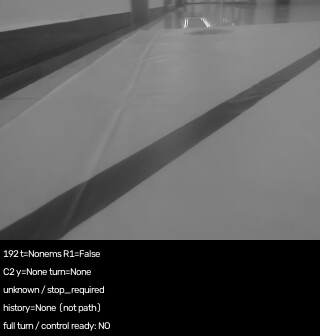 192 t=Nonems R1=False
C2 y=None turn=None
unknown / stop_required
history=None (not path)
full turn / control ready: NO